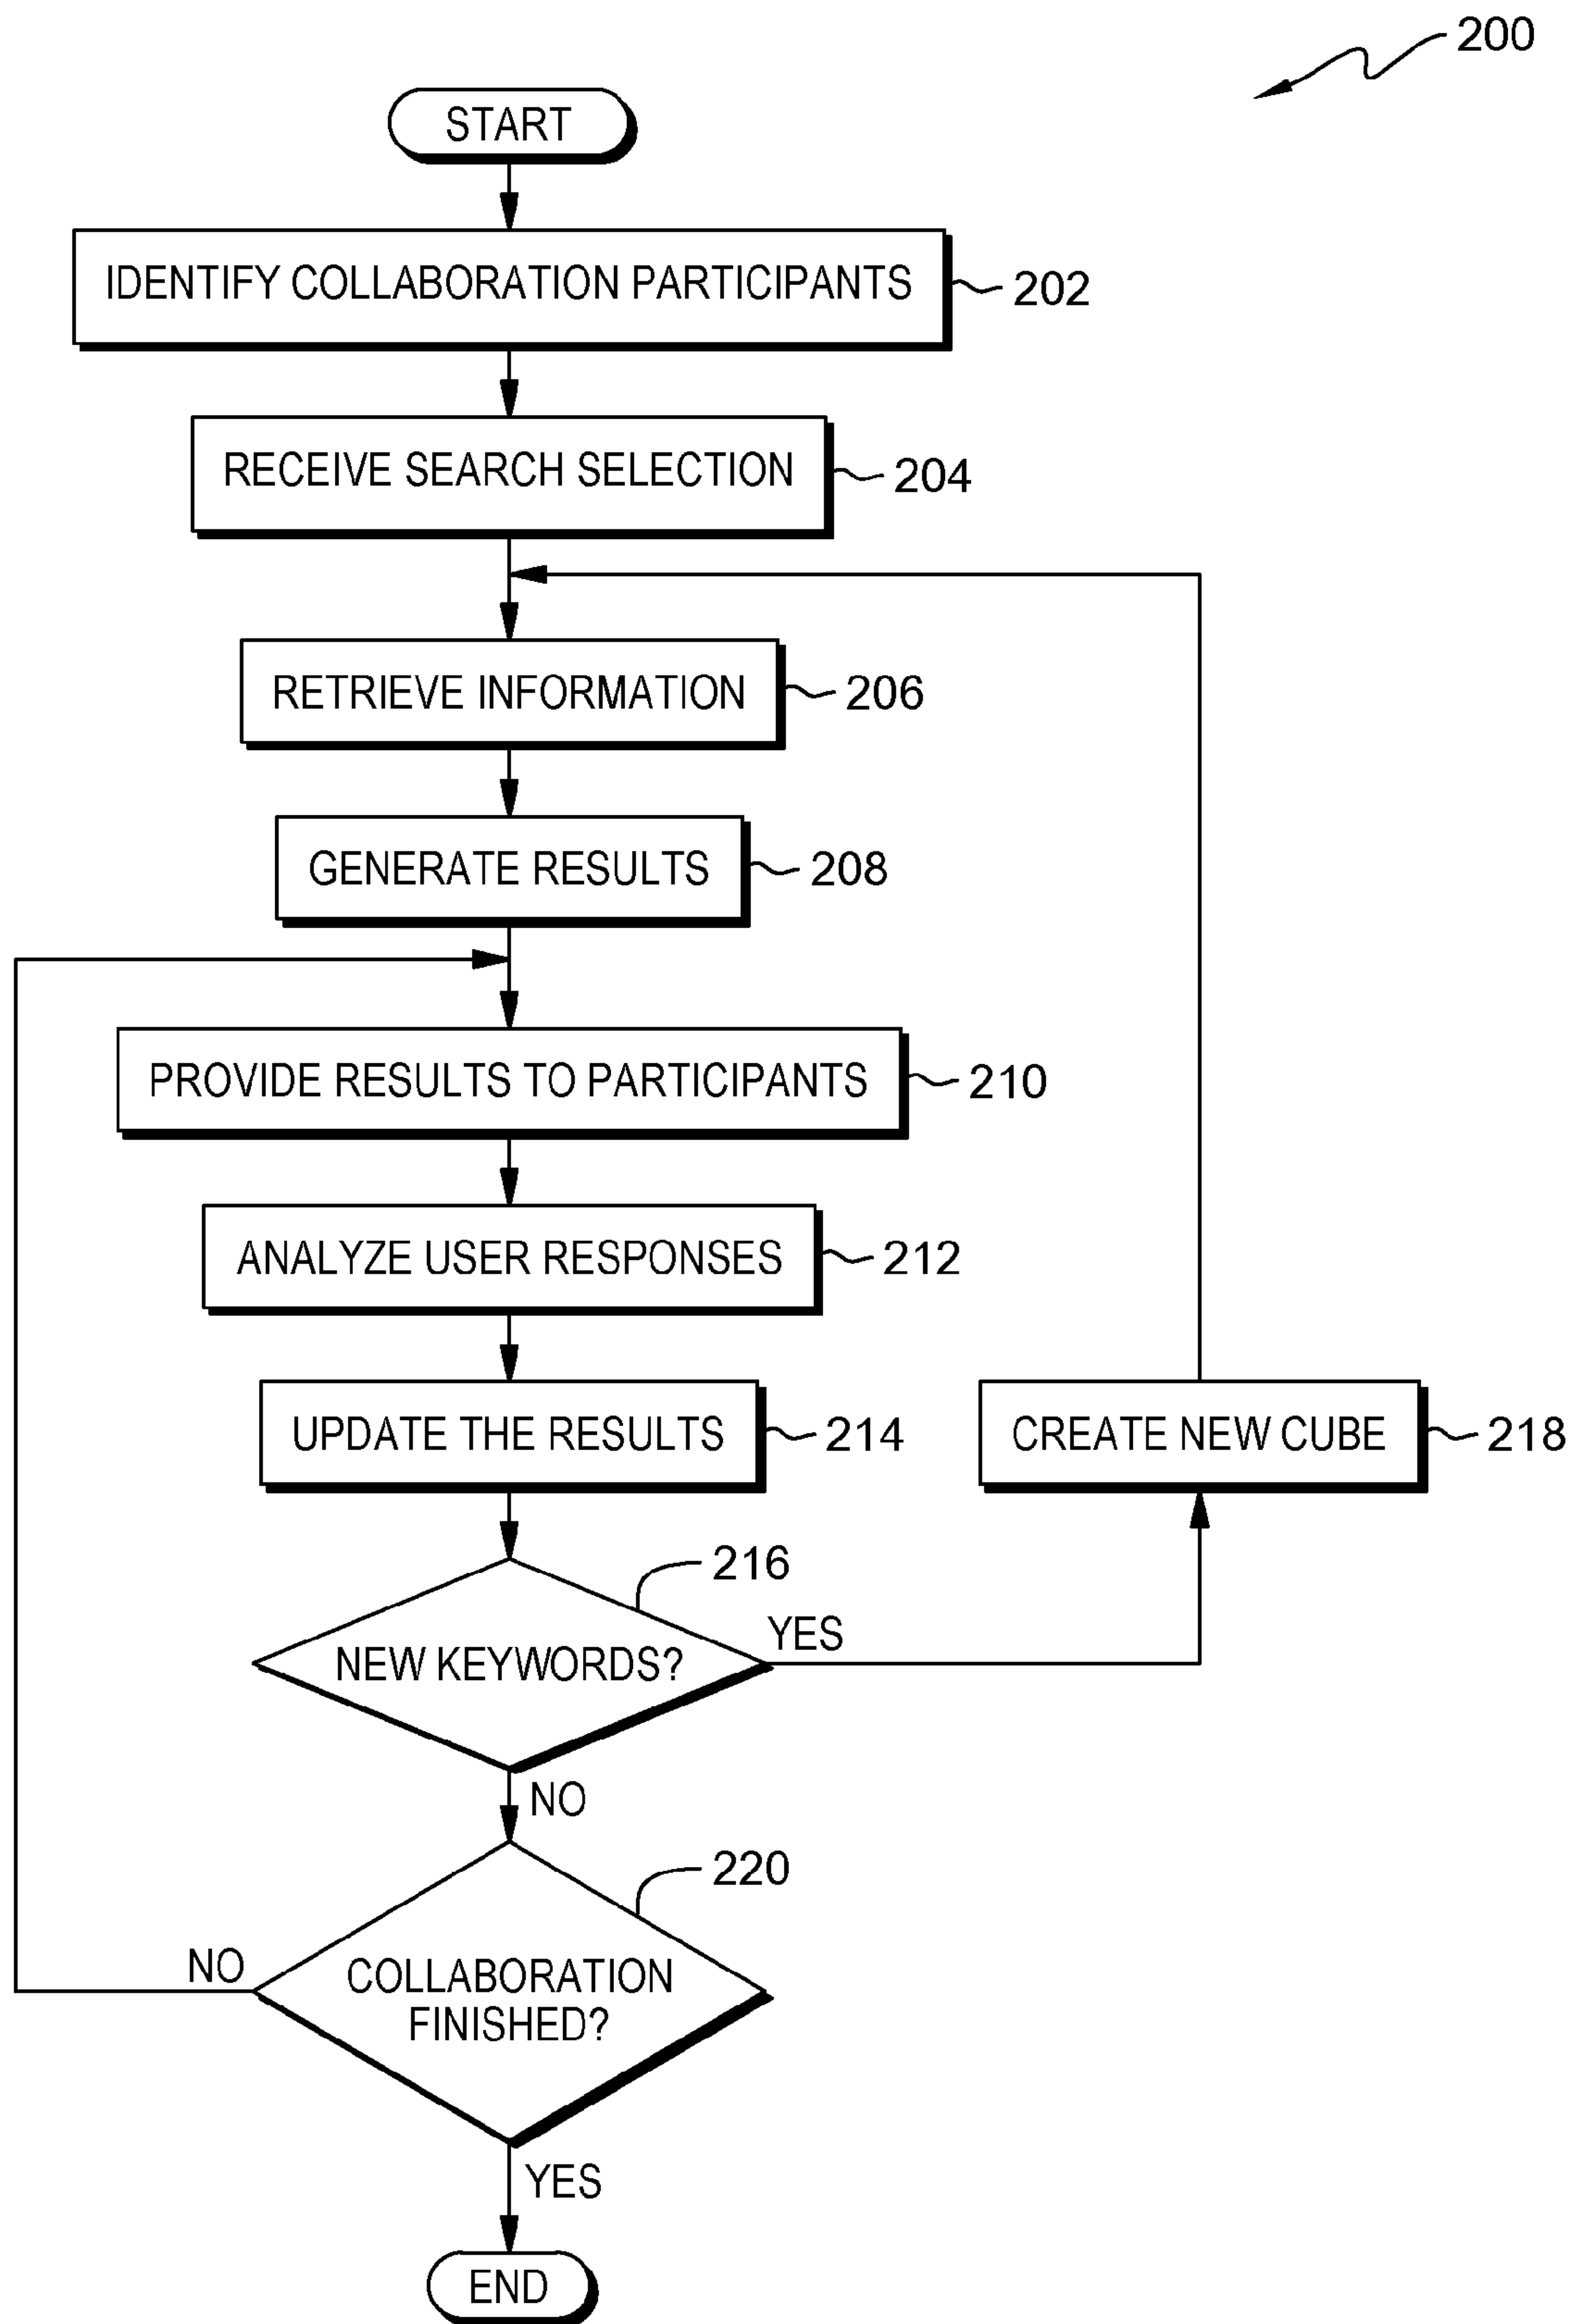 200
START
IDENTIFY COLLABORATION PARTICIPANTS
202
RECEIVE SEARCH SELECTION
204
RETRIEVE INFORMATION
206
GENERATE RESULTS
208
PROVIDE RESULTS TO PARTICIPANTS
210
ANALYZE USER RESPONSES
212
UPDATE THE RESULTS
214
CREATE NEW CUBE
218
216
NEW KEYWORDS?
YES
NO
220
COLLABORATION
FINISHED?
NO
YES
END